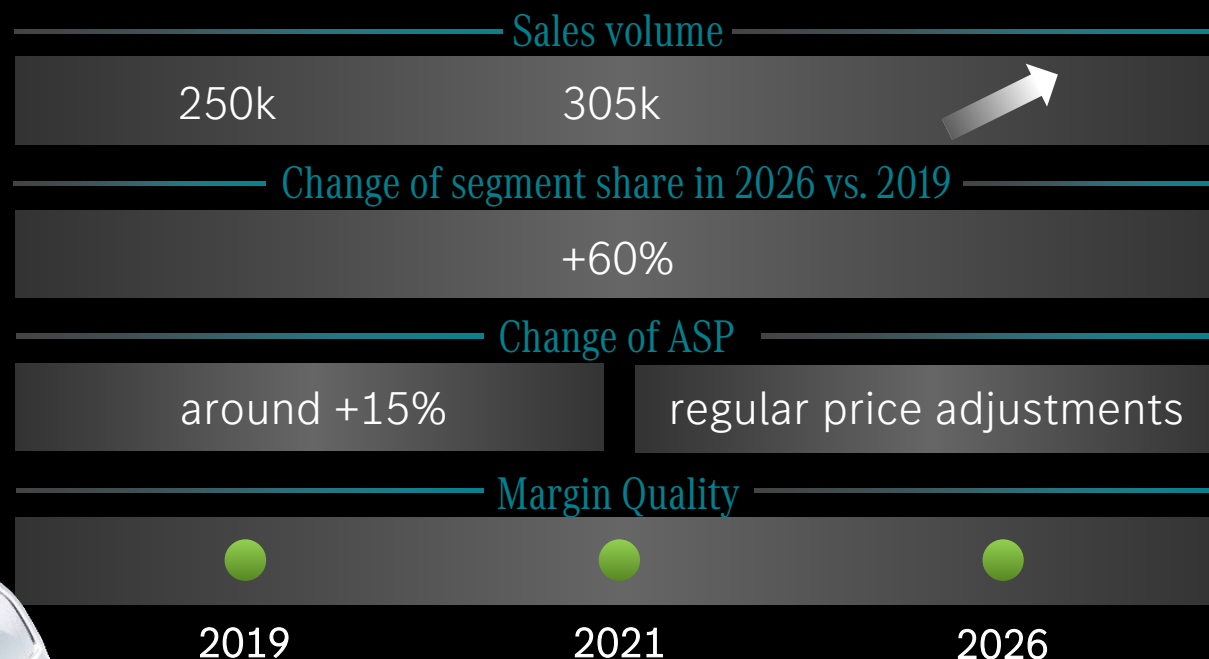 Sales volume
250k 305k
Change of segment share in 2026 vs. 2019
+60%
Change of ASP
around +15% regular price adjustments
Margin Quality
2019 2021 2026